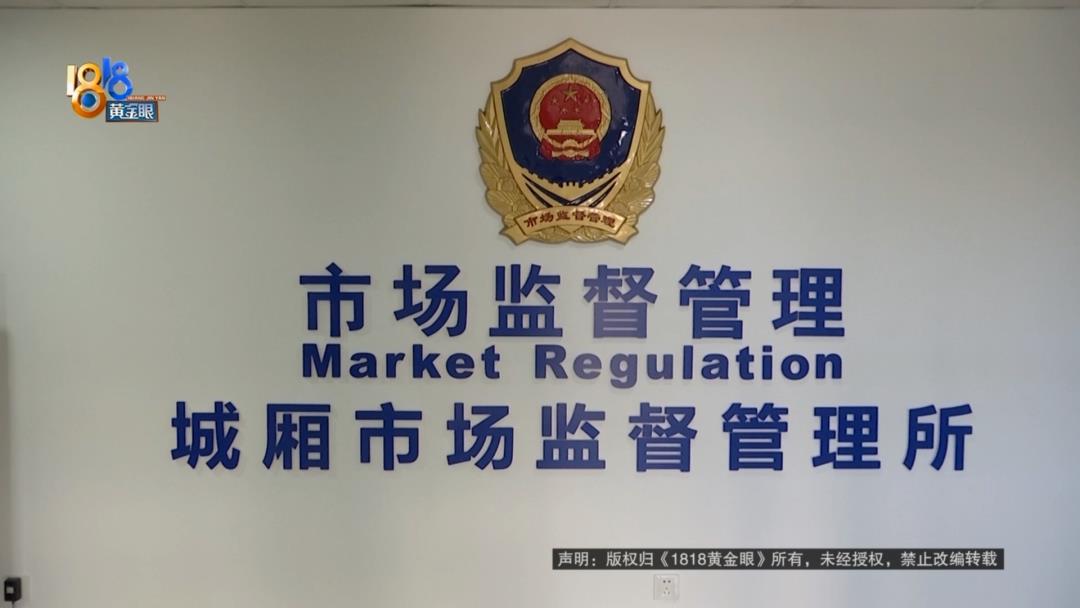 1818
黄金眼
市场监督管理
市场监督管理
Market Regulation
城厢市场监督管理所
声明：版权归《1818黄金眼》所有，未经授权，禁止改编转载